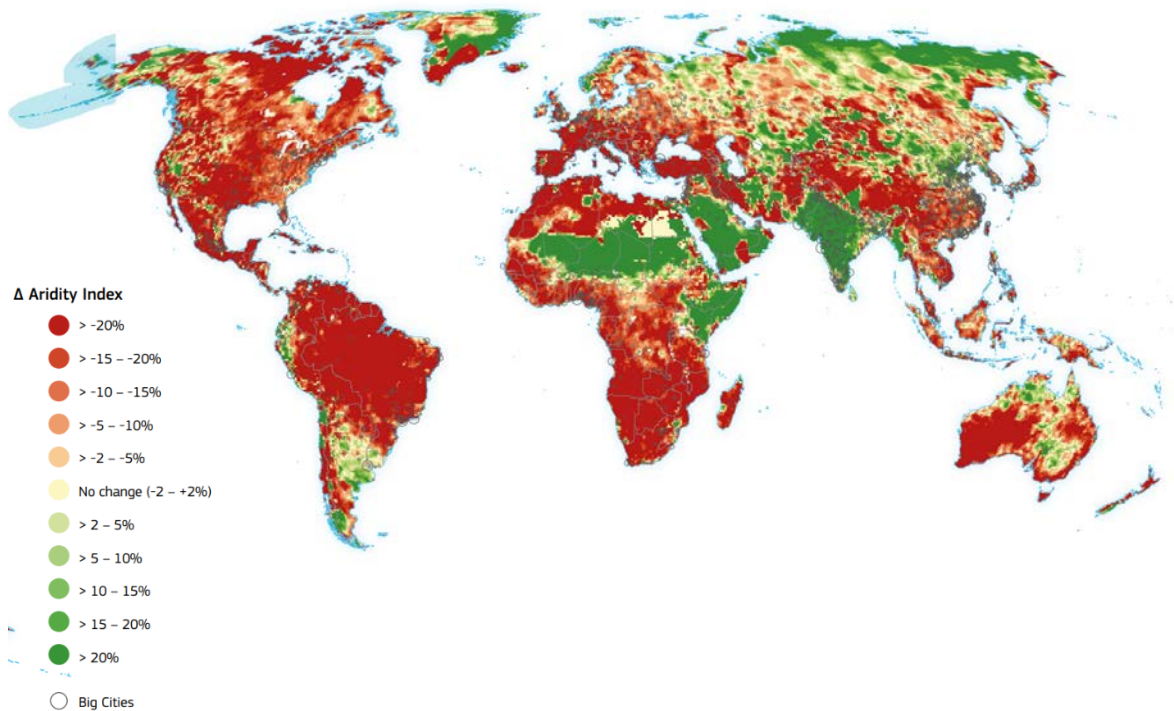 Δ Aridity Index
> -20%
> -15 – -20%
> -10 – -15%
> -5 – -10%
> -2 – -5%
No change (-2 – +2%)
> 2 – 5%
> 5 – 10%
> 10 – 15%
> 15 – 20%
> 20%
Big Cities